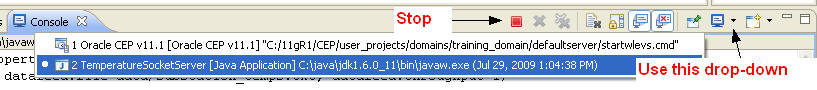 Console
Stop
\javaw
1 Oracle CEP v11.1 [Oracle CEP v11.1] "C:/11gR1/CEP/user_projects/domains/training_domain/defaultserver/startwlevs.cmd"
2 TemperatureSocketServer [Java Application] C:\java\jdk1.6.0_11\bin\javaw.exe (Jul 29, 2009 1:04:38 PM)
Use this drop-down